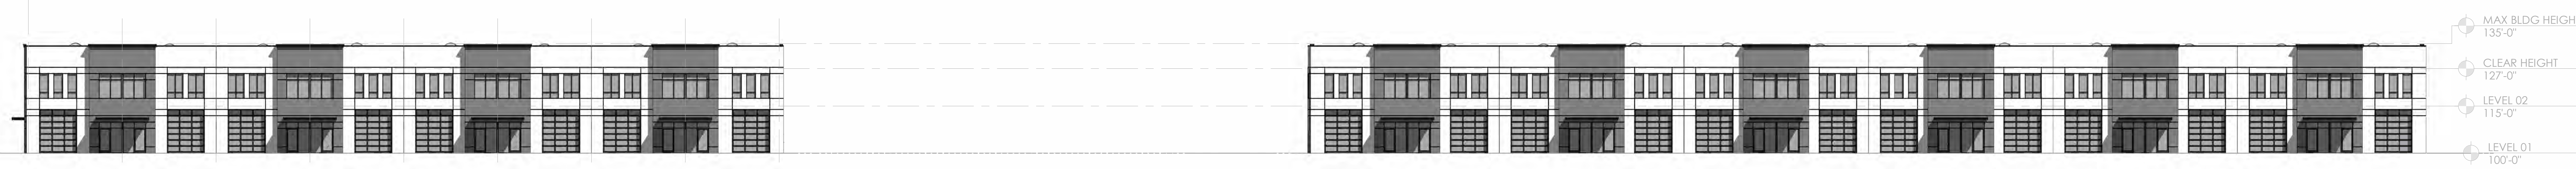 MAX BLDG HEIGH
135'-0"
CLEAR HEIGHT
127'-0"
LEVEL 02
115'-0"
LEVEL 01
100'-0"